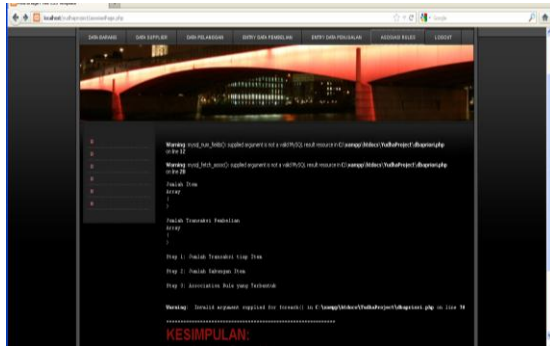 localhost/
DATA BARANG DATA SUPPLIER DATA PELANGGAN ENTRY DATA PEMBELIAN ENTRY DATA PENJUALAN ASOSIASI RULES LOGOUT
Warning: mysql_num_fields(): supplied argument is not a valid MySQL result resource in C:\xampp\htdocs\YudhaProject\dbapriori.php
on line 12
Warning: mysql_fetch_assoc(): supplied argument is not a valid MySQL result resource in C:\xampp\htdocs\YudhaProject\dbapriori.php
on line 20
Jumlah Item
Array
(
)
Jumlah Transaksi Pembelian
Array
(
)
Step 1: Jumlah Transaksi tiap Item
Step 2: Jumlah Gabungan Item
Step 3: Association Rule yang Terbentuk
Warning: Invalid argument supplied for foreach() in C:\xampp\htdocs\YudhaProject\dbapriori.php on line
KESIMPULAN: